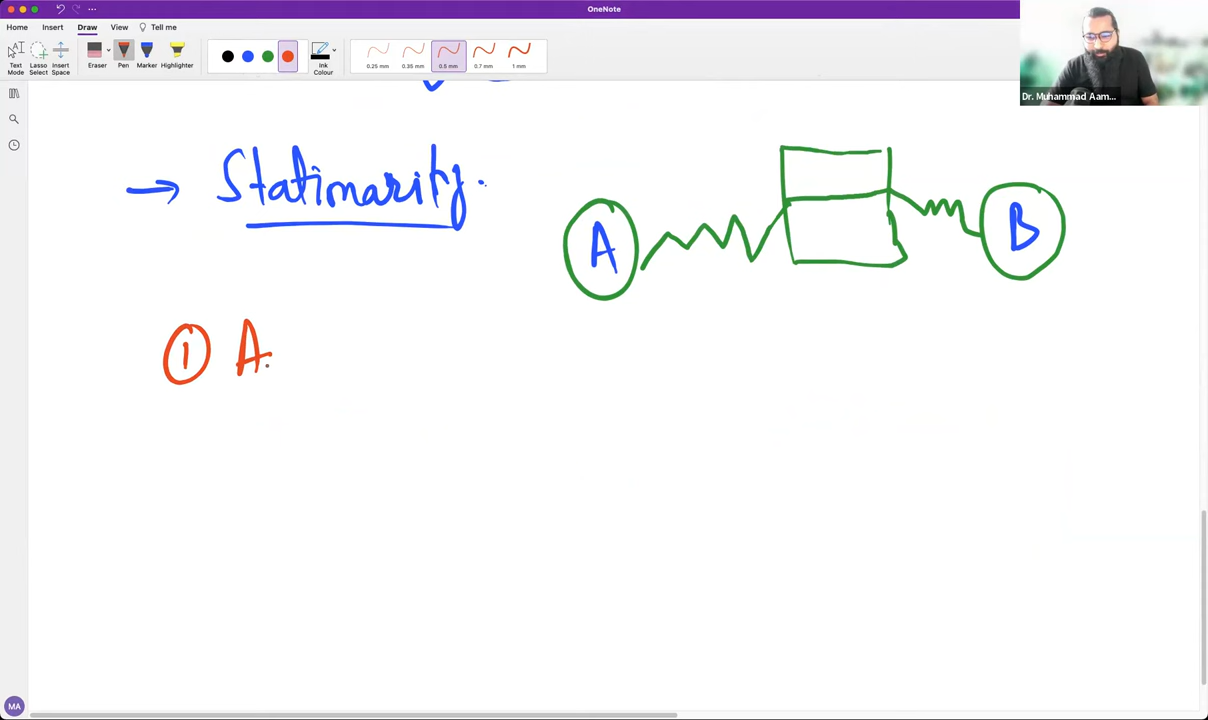 OneNote
Home Insert Draw View Tell me
Text Mode
Lasso Select
Insert Space
Eraser
Pen
Marker
Highlighter
Ink Colour
0.25 mm
0.35 mm
0.5 mm
0.7 mm
1 mm
Dr. Muhammad Aam...
→ Stationarity.
A
B
① A
MA